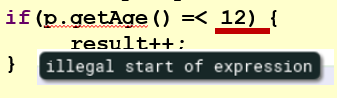 if(p.getAge() =< 12) {
result++;
}
illegal start of expression